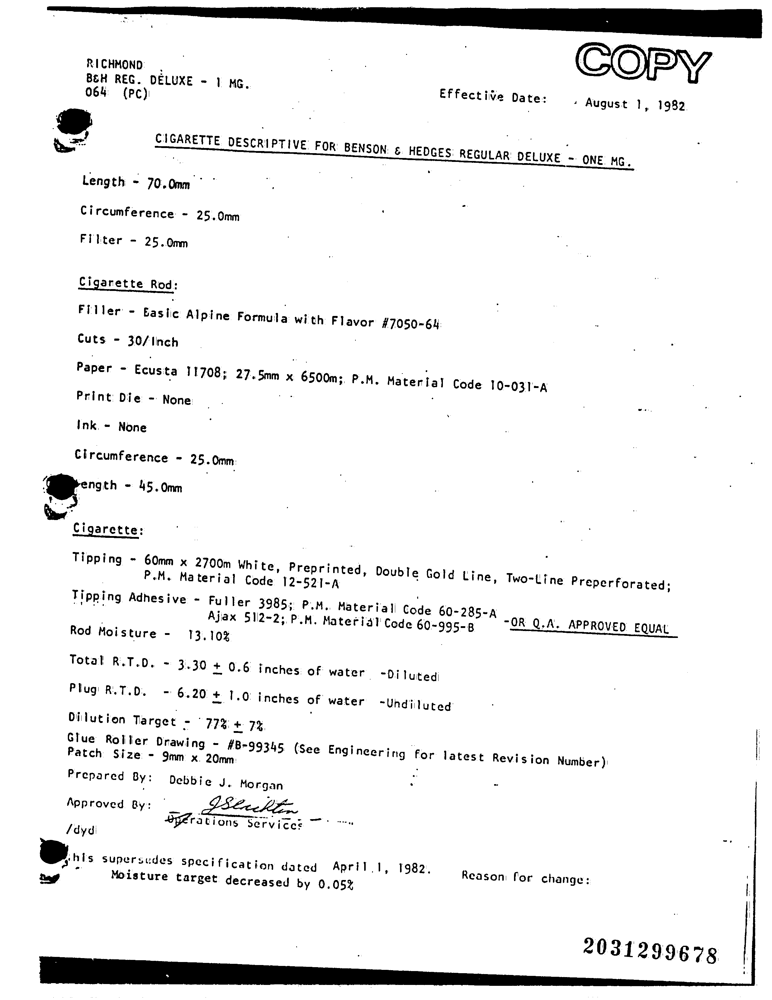 COPY
RICHMOND
B&H REG. DELUXE - 1 MG.
064 (PC)
Effective Date: August 1, 1982
CIGARETTE DESCRIPTIVE FOR BENSON & HEDGES REGULAR DELUXE - ONE MG.
Length - 70.0mm
Circumference - 25.0mm
Filter - 25.0mm
Cigarette Rod:
Filler - Basic Alpine Formula with Flavor #7050-64
Cuts - 30/Inch
Paper - Ecusta 11708; 27.5mm x 6500m; P.M. Material Code 10-031-A
Print Die - None
Ink - None
Circumference - 25.0mm
ength - 45.0mm
Cigarette:
Tipping - 60mm x 2700m White, Preprinted, Double Gold Line, Two-Line Preperforated;
P.M. Material Code 12-521-A
Tipping Adhesive - Fuller 3985; P.M. Material Code 60-285-A
Ajax 512-2; P.M. Material Code 60-995-B -OR Q.A. APPROVED EQUAL
Rod Moisture - 13.10%
Total R.T.D. - 3.30 ± 0.6 inches of water -Diluted
Plug R.T.D. - 6.20 ± 1.0 inches of water -Undiluted
Dilution Target - 77% ± 7%
Glue Roller Drawing - #B-99345 (See Engineering for latest Revision Number)
Patch Size - 9mm x 20mm
Prepared By: Debbie J. Morgan
Approved By:
Operations Services
/dyd
his supersedes specification dated April 1, 1982. Reason for change:
Moisture target decreased by 0.05%
2031299678